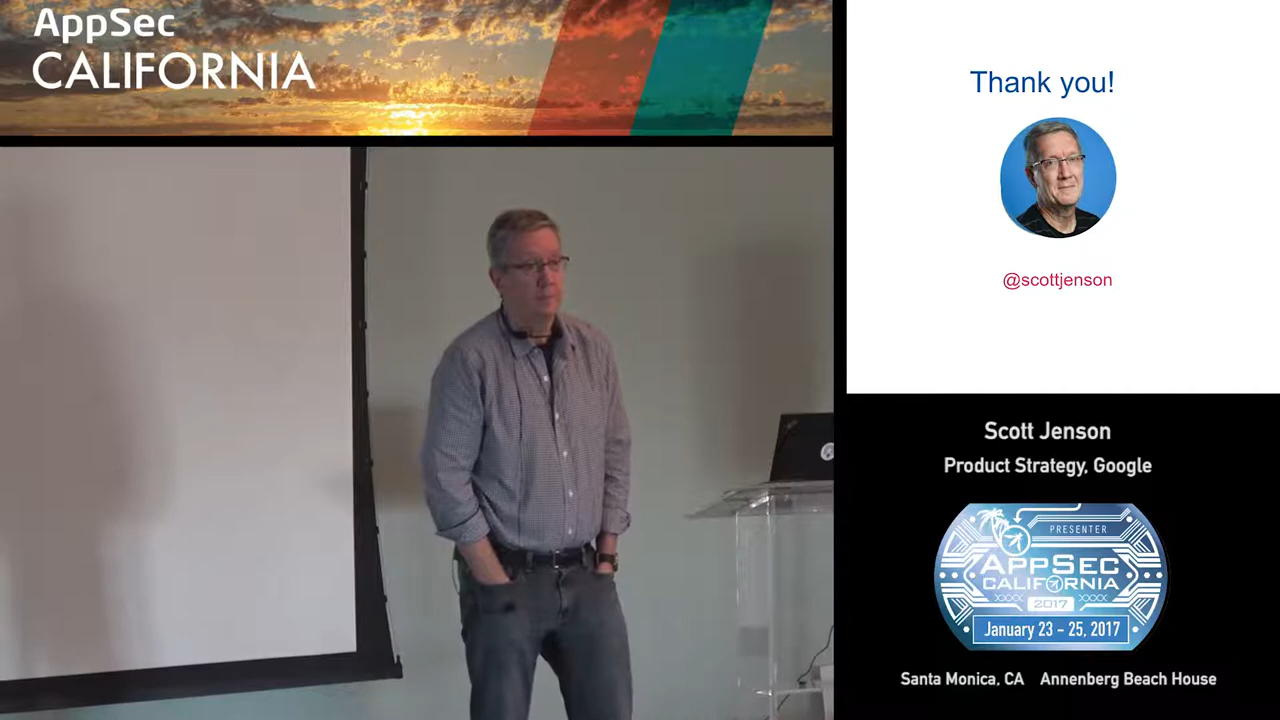 AppSec
CALIFORNIA
Thank you!
@scottjenson
Scott Jenson
Product Strategy, Google
PRESENTER
APPSEC
CALIFORNIA
2017
January 23 - 25, 2017
Santa Monica, CA Annenberg Beach House